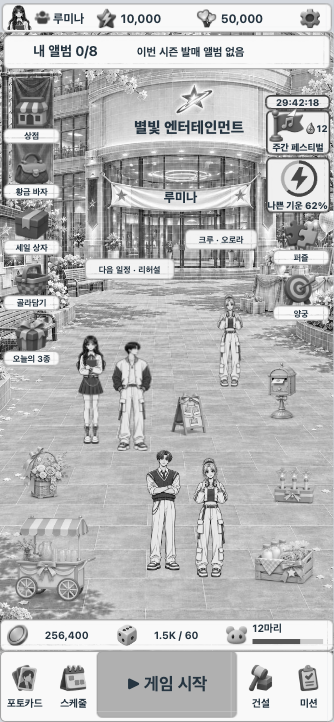 루미나 10,000 50,000
내 앨범 0/8 이번 시즌 발매 앨범 없음
29:42:18
12
주간 페스티벌
별빛 엔터테인먼트
상점
루미나
나쁜 기운 62%
황금 바자
크루 · 오로라
세일 상자
퍼즐
다음 일정 · 리허설
골라담기
양궁
오늘의 3종
256,400 1.5K / 60 12마리
포토카드 스케줄 ▶ 게임 시작 건설 미션